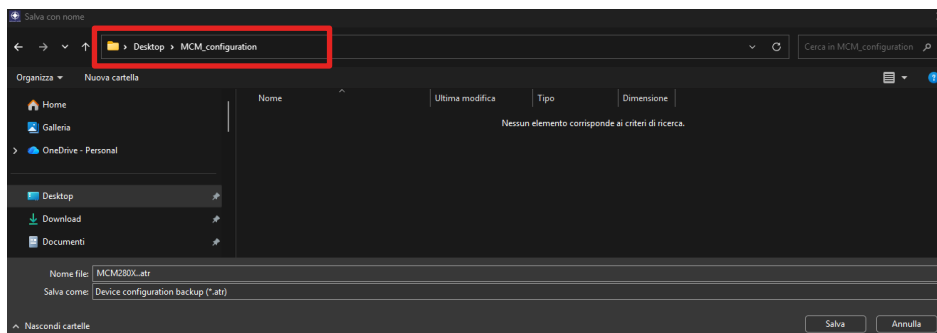 Salva con nome
Desktop > MCM_configuration
Cerca in MCM_configuration
Organizza
Nuova cartella
Nome
Ultima modifica
Tipo
Dimensione
Nessun elemento corrisponde ai criteri di ricerca.
Home
Galleria
OneDrive - Personal
Desktop
Download
Documenti
Nome file: MCM280X..atr
Salva come: Device configuration backup (*.atr)
Nascondi cartelle
Salva
Annulla